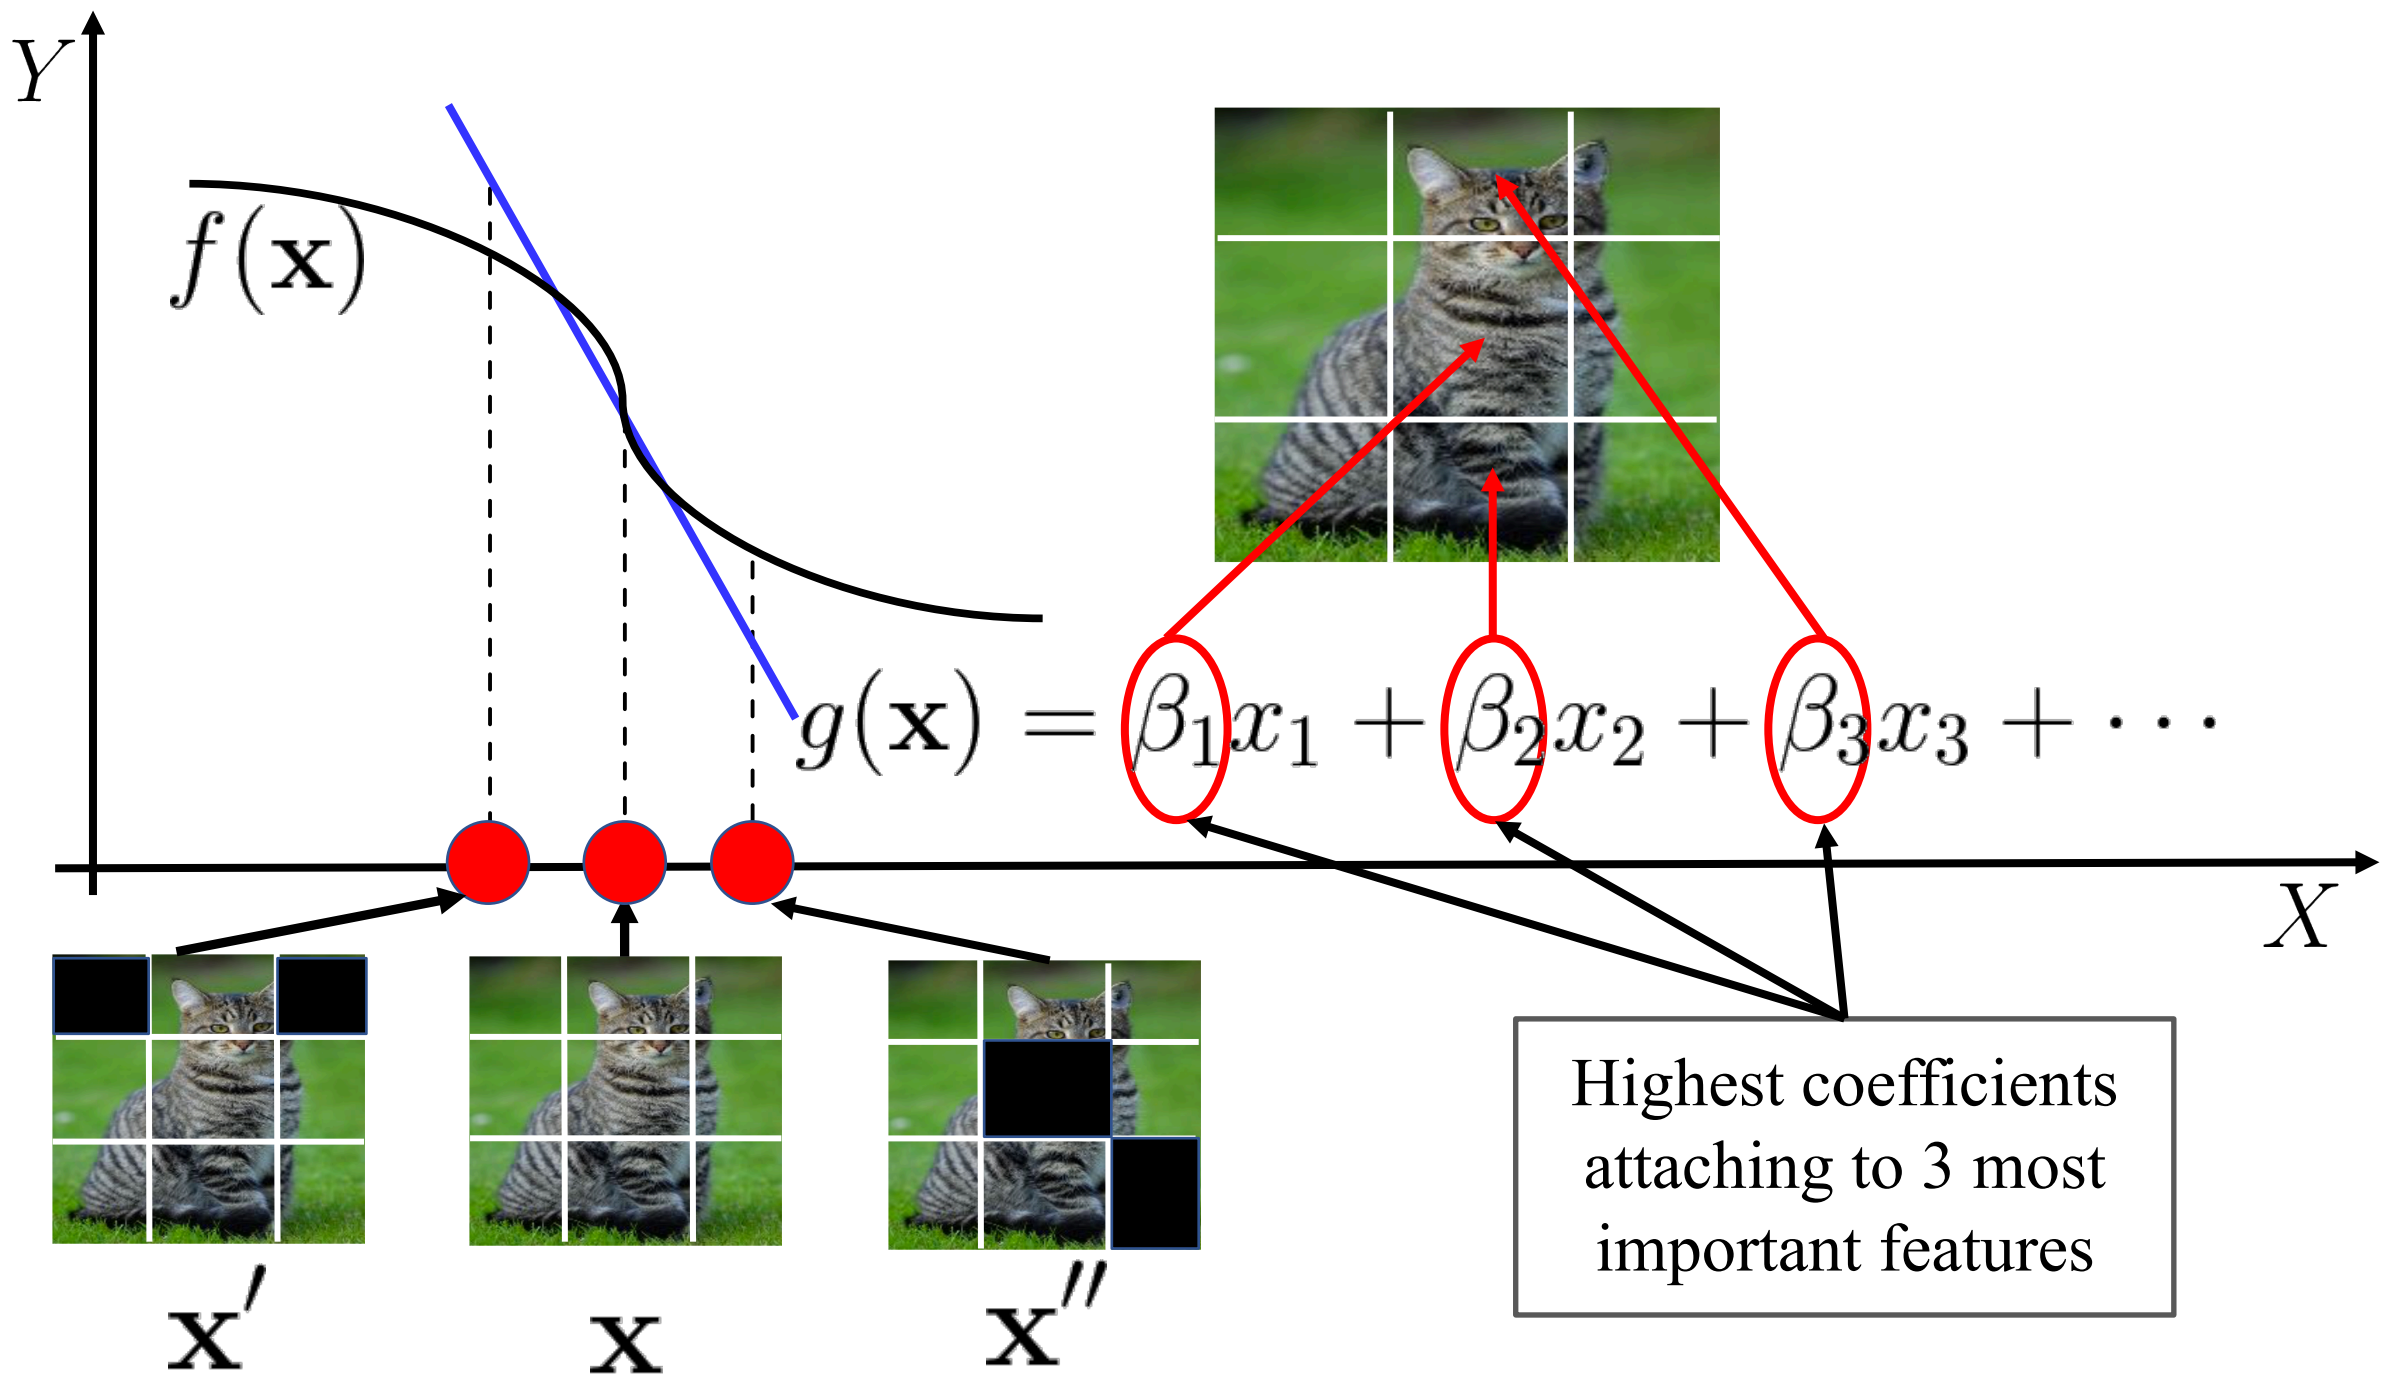 Y
f(x)
g(x) = β₁x₁ + β₂x₂ + β₃x₃ + ⋯
X
Highest coefficients
attaching to 3 most
important features
x′
x
x″